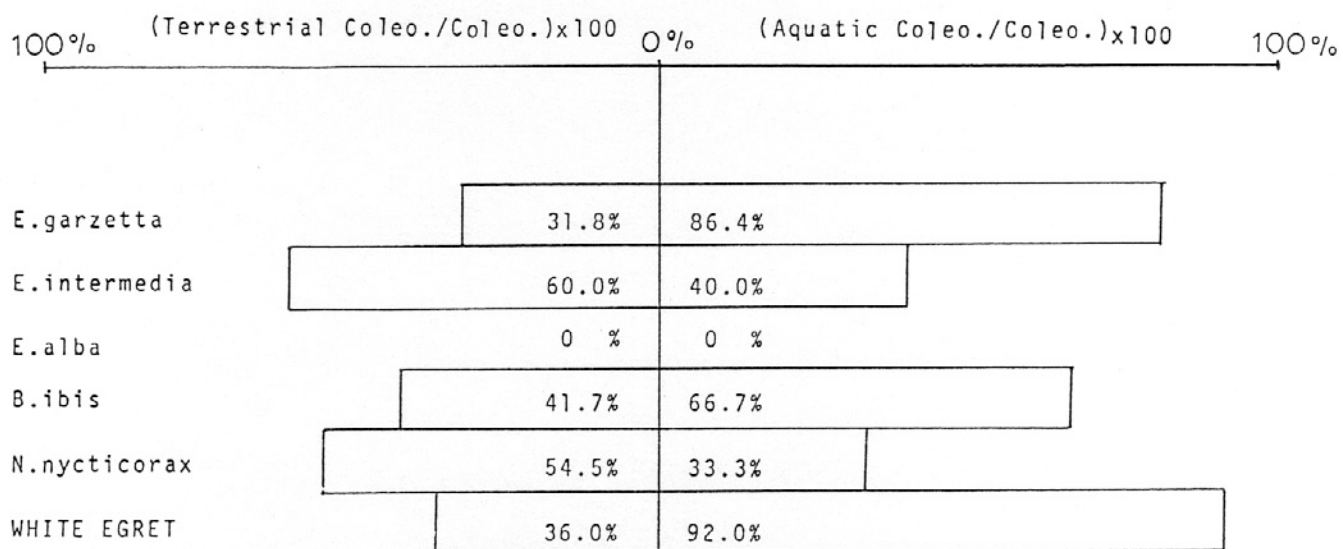 (Terrestrial Coleo./Coleo.)x100 (Aquatic Coleo./Coleo.)x100
100% 0% 100%
E.garzetta 31.8% 86.4%
E.intermedia 60.0% 40.0%
E.alba 0 % 0 %
B.ibis 41.7% 66.7%
N.nycticorax 54.5% 33.3%
WHITE EGRET 36.0% 92.0%